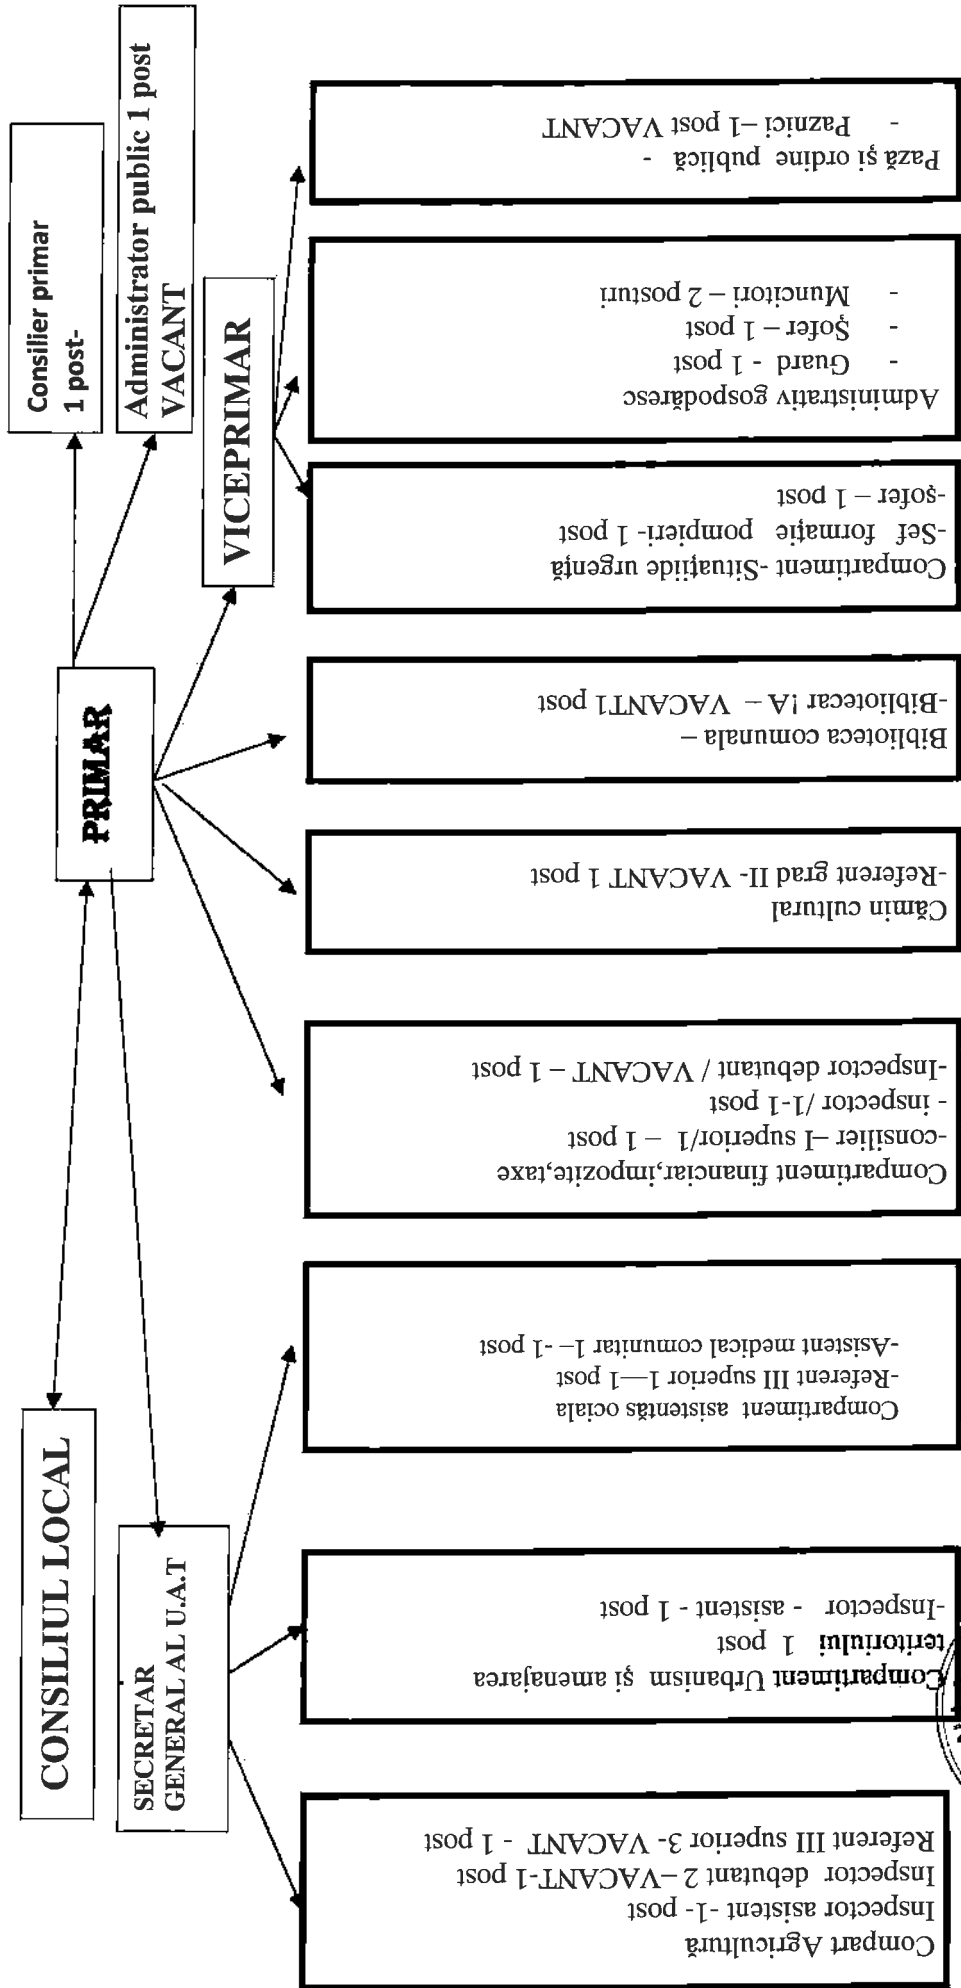 CONSILIUL LOCAL
PRIMAR
Consilier primar
1 post-
Administrator public 1 post
VACANT
SECRETAR
GENERAL AL U.A.T
VICEPRIMAR
Compart Agricultură
Inspector asistent -1- post
Inspector debutant 2 –VACANT-1 post
Referent III superior 3- VACANT - 1 post
Compartiment Urbanism și amenajarea
teritoriului 1 post
-Inspector - asistent - 1 post
Compartiment asistentăs ociala
-Referent III superior 1—1 post
-Asistent medical comunitar 1– -1 post
Compartiment financiar,impozite,taxe
-consilier –I superior/1 – 1 post
- inspector /1-1 post
-Inspector debutant / VACANT – 1 post
Cămin cultural
-Referent grad II- VACANT 1 post
Biblioteca comunala –
-Bibliotecar !A – VACANT1 post
Compartiment -Situațiide urgență
-Sef formație pompieri- 1 post
-șofer – 1 post
Administrativ gospodăresc
- Guard - 1 post
- Șofer – 1 post
- Muncitori – 2 posturi
Pază și ordine publică -
- Paznici –1 post VACANT